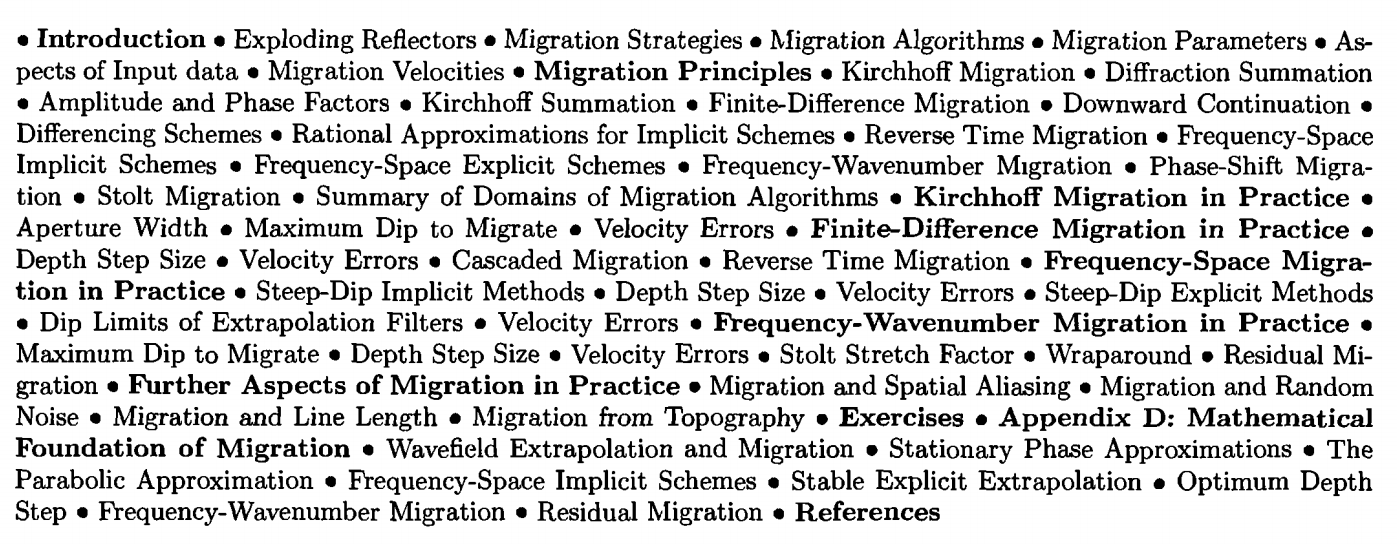 • Introduction • Exploding Reflectors • Migration Strategies • Migration Algorithms • Migration Parameters • As-
pects of Input data • Migration Velocities • Migration Principles • Kirchhoff Migration • Diffraction Summation
• Amplitude and Phase Factors • Kirchhoff Summation • Finite-Difference Migration • Downward Continuation •
Differencing Schemes • Rational Approximations for Implicit Schemes • Reverse Time Migration • Frequency-Space
Implicit Schemes • Frequency-Space Explicit Schemes • Frequency-Wavenumber Migration • Phase-Shift Migra-
tion • Stolt Migration • Summary of Domains of Migration Algorithms • Kirchhoff Migration in Practice •
Aperture Width • Maximum Dip to Migrate • Velocity Errors • Finite-Difference Migration in Practice •
Depth Step Size • Velocity Errors • Cascaded Migration • Reverse Time Migration • Frequency-Space Migra-
tion in Practice • Steep-Dip Implicit Methods • Depth Step Size • Velocity Errors • Steep-Dip Explicit Methods
• Dip Limits of Extrapolation Filters • Velocity Errors • Frequency-Wavenumber Migration in Practice •
Maximum Dip to Migrate • Depth Step Size • Velocity Errors • Stolt Stretch Factor • Wraparound • Residual Mi-
gration • Further Aspects of Migration in Practice • Migration and Spatial Aliasing • Migration and Random
Noise • Migration and Line Length • Migration from Topography • Exercises • Appendix D: Mathematical
Foundation of Migration • Wavefield Extrapolation and Migration • Stationary Phase Approximations • The
Parabolic Approximation • Frequency-Space Implicit Schemes • Stable Explicit Extrapolation • Optimum Depth
Step • Frequency-Wavenumber Migration • Residual Migration • References